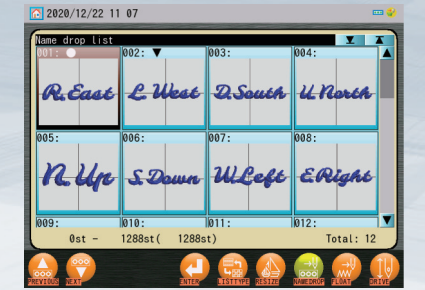 2020/12/22 11 07
Name drop list
001: 002: 003: 004:
R.East L.West D.South U.North
005: 006: 007: 008:
N.Up S.Down W.Left E.Right
009: 010: 011: 012:
0st - 1288st( 1288st) Total: 12
PREVIOUS NEXT ENTER LISTTYPE RESIZE NAMEDROP FLOAT DRIVE